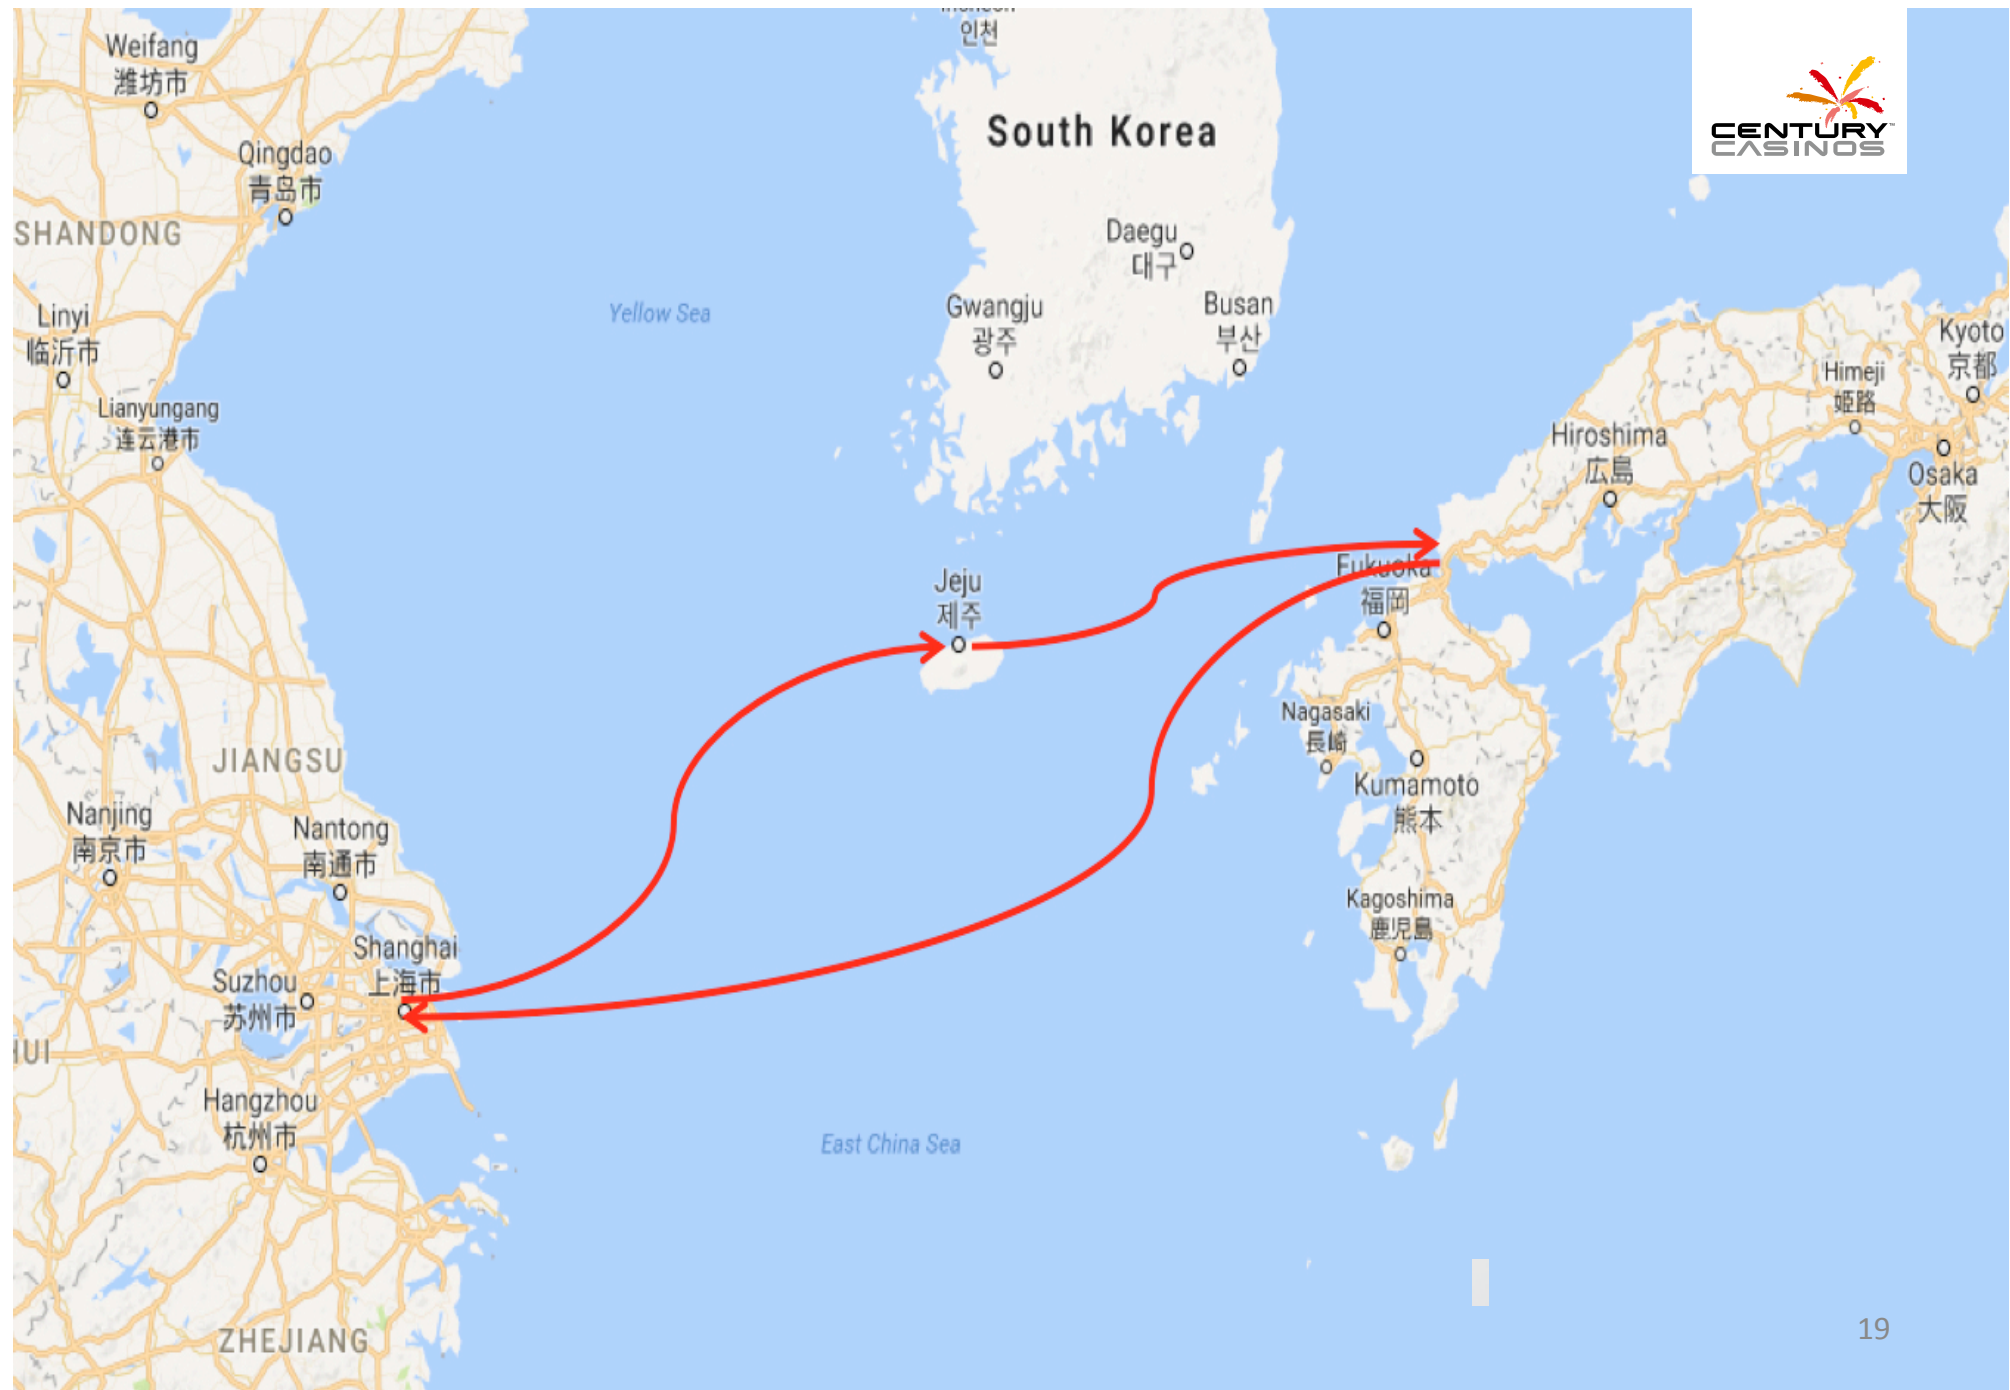 Incheon
인천
Weifang
潍坊市
South Korea
CENTURY
CASINOS
Qingdao
青岛市
SHANDONG
Daegu
대구
Yellow Sea
Gwangju
광주
Busan
부산
Linyi
临沂市
Kyoto
京都
Himeji
姫路
Lianyungang
连云港市
Hiroshima
広島
Osaka
大阪
Jeju
제주
Fukuoka
福岡
Nagasaki
長崎
JIANGSU
Kumamoto
熊本
Nanjing
南京市
Nantong
南通市
Kagoshima
鹿児島
Shanghai
上海市
Suzhou
苏州市
HUI
Hangzhou
杭州市
East China Sea
ZHEJIANG
19